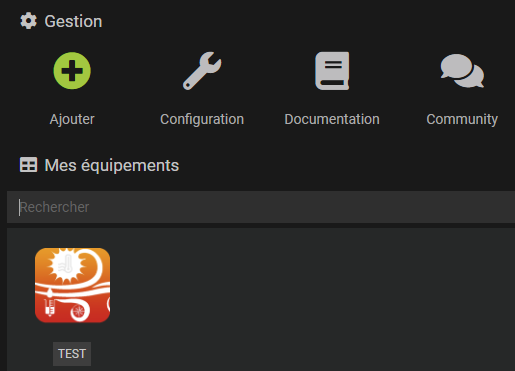 Gestion
Ajouter
Configuration
Documentation
Community
Mes équipements
Rechercher
TEST